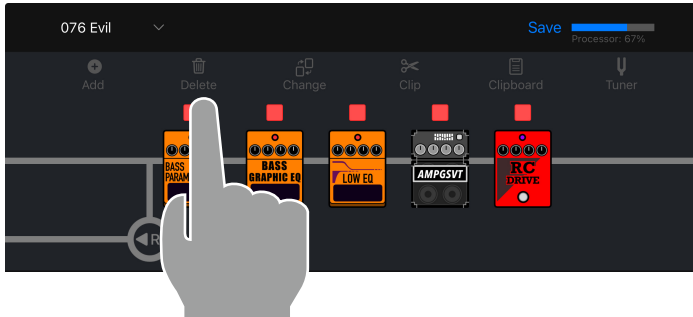 076 Evil
Save
Processor: 67%
Add
Delete
Change
Clip
Clipboard
Tuner
BASS
PARAM
BASS
GRAPHIC EQ
LOW EQ
AMPGSVT
RC
DRIVE
R